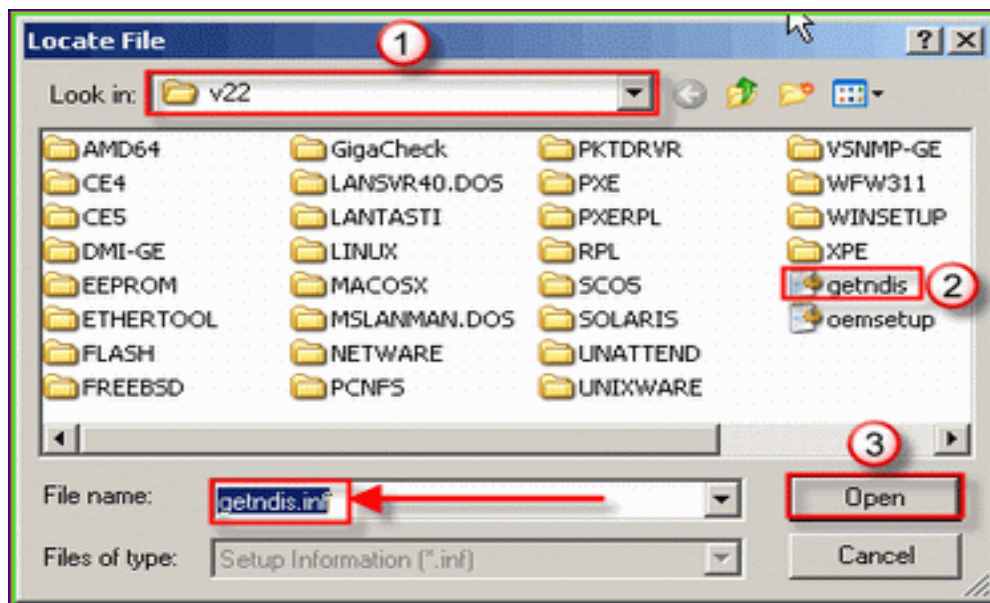 Locate File
1
Look in: v22
AMD64 GigaCheck PKTDRVR VSNMP-GE
CE4 LANSVR40.DOS PXE WFW311
CE5 LANTASTI PXERPL WINSETUP
DMI-GE LINUX RPL XPE
EEPROM MACOSX SCO5 getndis 2
ETHERTOOL MSLANMAN.DOS SOLARIS oemsetup
FLASH NETWARE UNATTEND
FREEBSD PCNFS UNIXWARE
3
File name: getndis.inf Open
Files of type: Setup Information (*.inf) Cancel